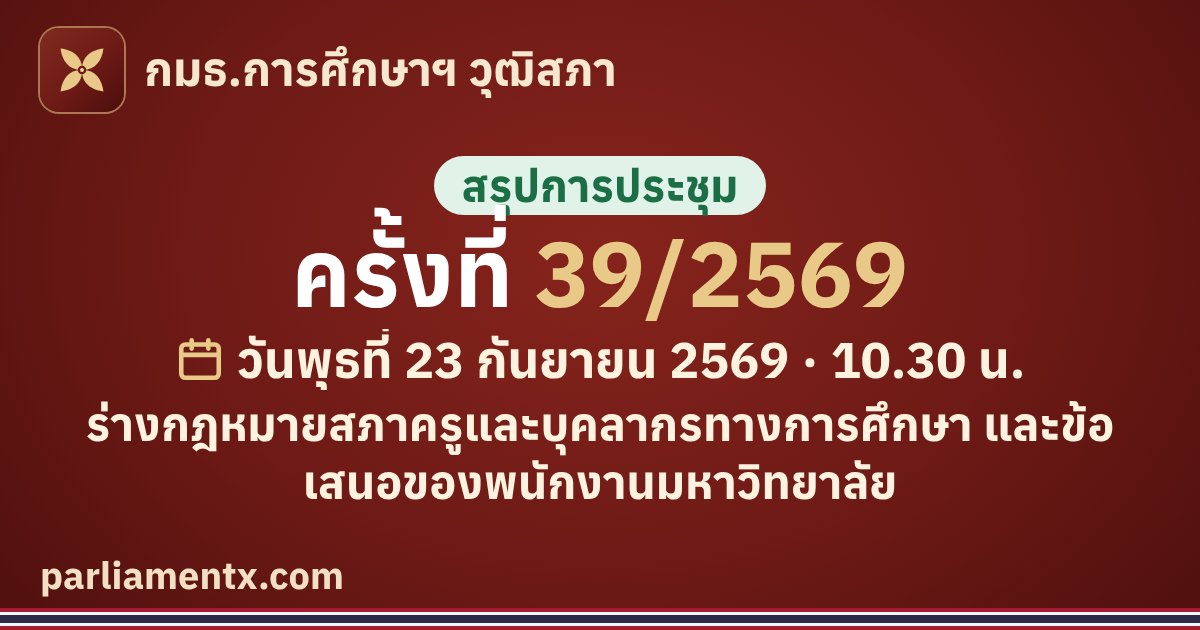 กมธ.การศึกษาฯ วุฒิสภา
สรุปการประชุม
ครั้งที่ 39/2569
วันพุธที่ 23 กันยายน 2569 · 10.30 น.
ร่างกฎหมายสภาครูและบุคลากรทางการศึกษา และข้อ
เสนอของพนักงานมหาวิทยาลัย
parliamentx.com